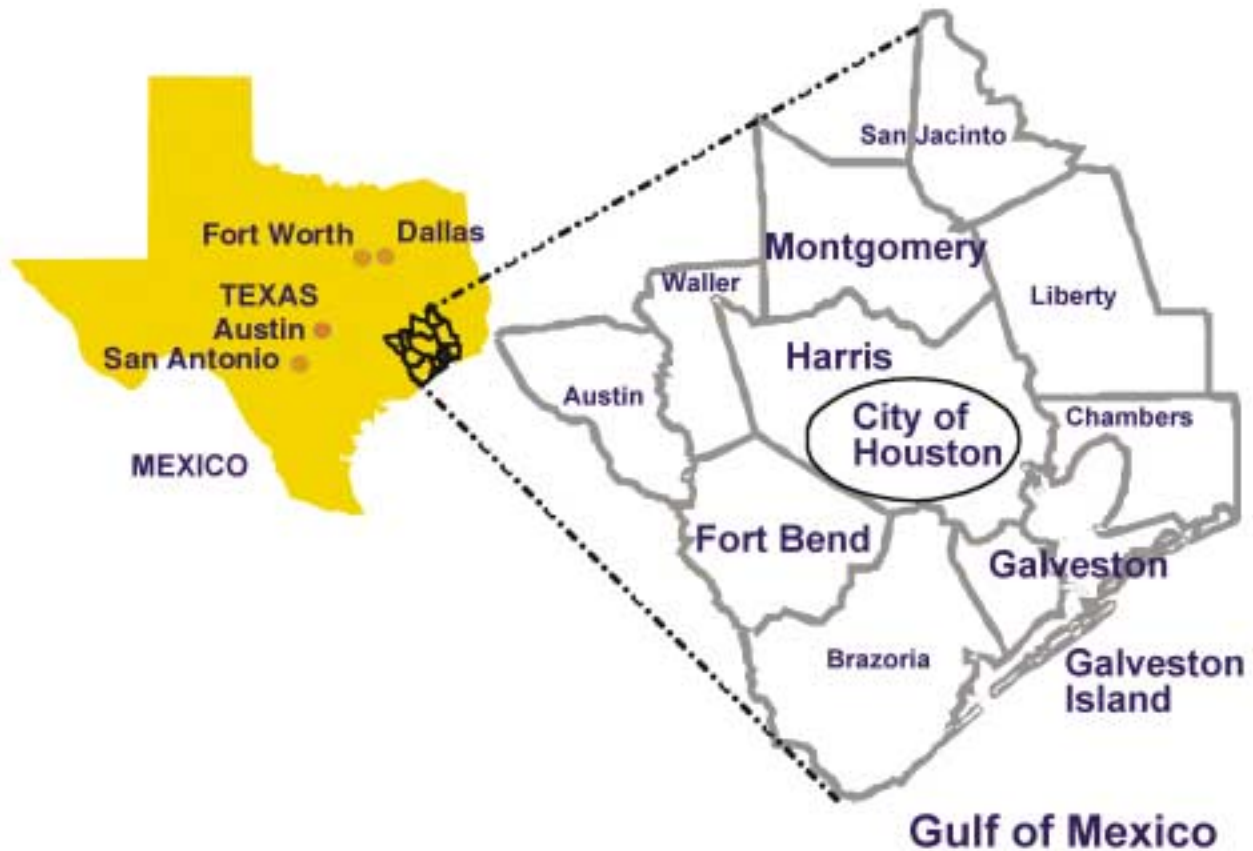 San Jacinto
Fort Worth
Dallas
Montgomery
Waller
TEXAS
Liberty
Austin
San Antonio
Harris
Austin
City of
Houston
Chambers
MEXICO
Fort Bend
Galveston
Brazoria
Galveston
Island
Gulf of Mexico